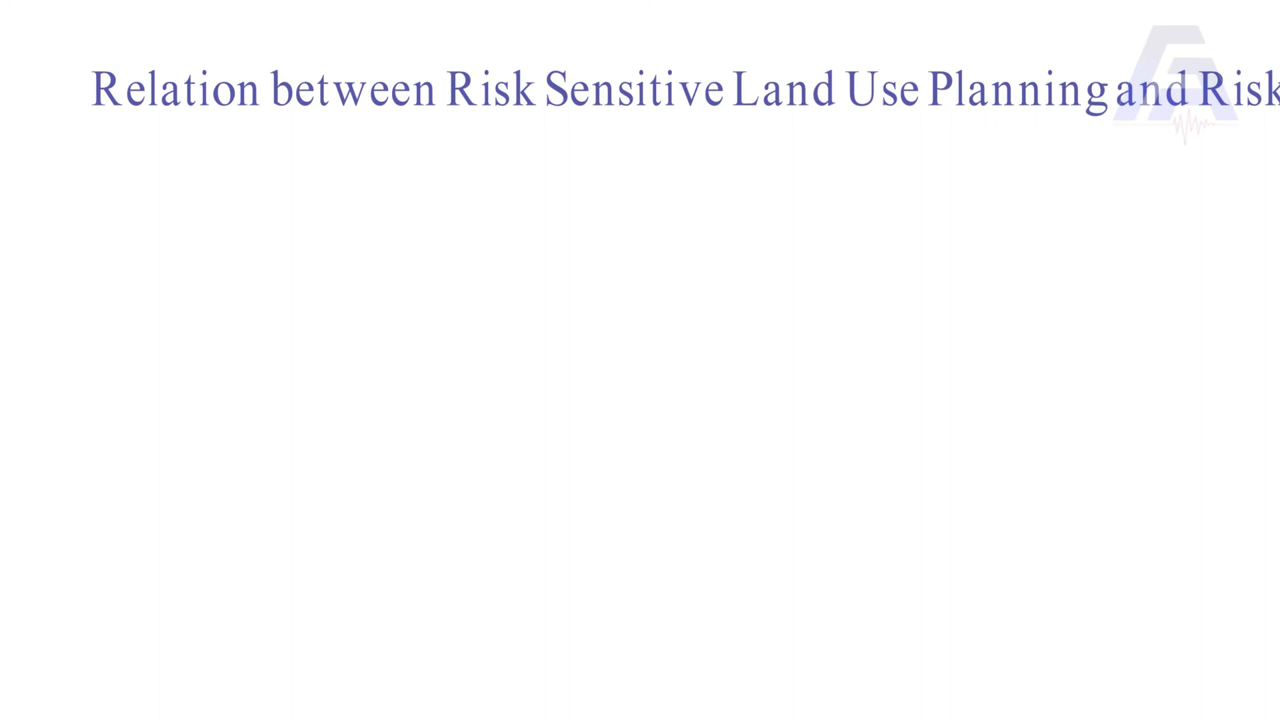 Relation between Risk Sensitive Land Use Planning and Risk